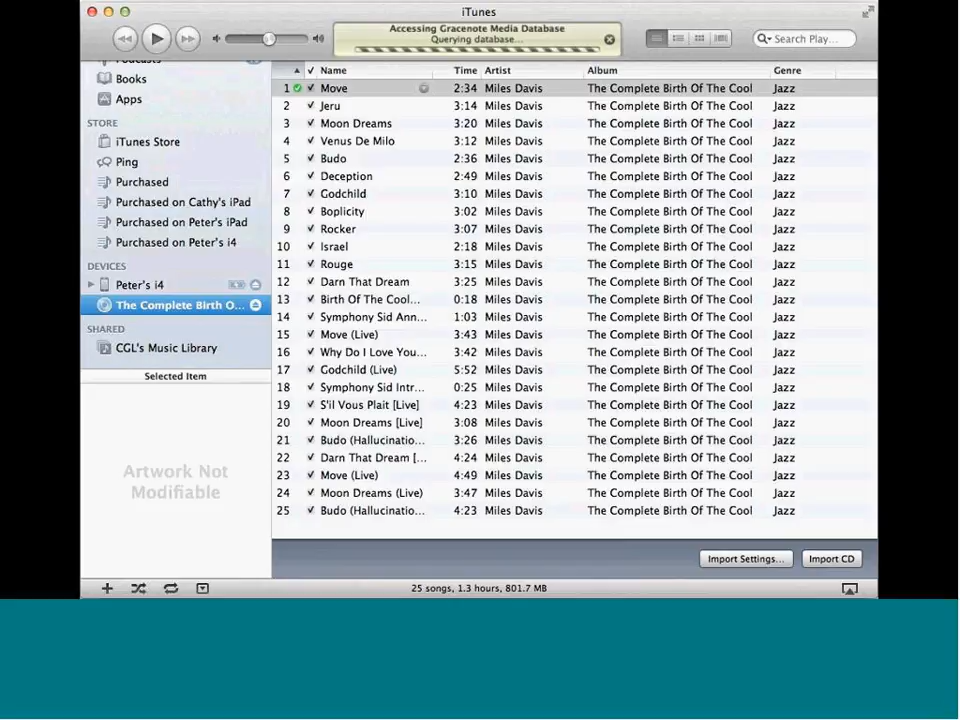 iTunes
Accessing Gracenote Media Database
Querying database...
Search Play...
Podcasts
Books
Apps
STORE
iTunes Store
Ping
Purchased
Purchased on Cathy's iPad
Purchased on Peter's iPad
Purchased on Peter's i4
DEVICES
Peter's i4
The Complete Birth O...
SHARED
CGL's Music Library
Selected Item
Artwork Not
Modifiable
Name Time Artist Album Genre
1 Move 2:34 Miles Davis The Complete Birth Of The Cool Jazz
2 Jeru 3:14 Miles Davis The Complete Birth Of The Cool Jazz
3 Moon Dreams 3:20 Miles Davis The Complete Birth Of The Cool Jazz
4 Venus De Milo 3:12 Miles Davis The Complete Birth Of The Cool Jazz
5 Budo 2:36 Miles Davis The Complete Birth Of The Cool Jazz
6 Deception 2:49 Miles Davis The Complete Birth Of The Cool Jazz
7 Godchild 3:10 Miles Davis The Complete Birth Of The Cool Jazz
8 Boplicity 3:02 Miles Davis The Complete Birth Of The Cool Jazz
9 Rocker 3:07 Miles Davis The Complete Birth Of The Cool Jazz
10 Israel 2:18 Miles Davis The Complete Birth Of The Cool Jazz
11 Rouge 3:15 Miles Davis The Complete Birth Of The Cool Jazz
12 Darn That Dream 3:25 Miles Davis The Complete Birth Of The Cool Jazz
13 Birth Of The Cool... 0:18 Miles Davis The Complete Birth Of The Cool Jazz
14 Symphony Sid Ann... 1:03 Miles Davis The Complete Birth Of The Cool Jazz
15 Move (Live) 3:43 Miles Davis The Complete Birth Of The Cool Jazz
16 Why Do I Love You... 3:42 Miles Davis The Complete Birth Of The Cool Jazz
17 Godchild (Live) 5:52 Miles Davis The Complete Birth Of The Cool Jazz
18 Symphony Sid Intr... 0:25 Miles Davis The Complete Birth Of The Cool Jazz
19 S'il Vous Plait [Live] 4:23 Miles Davis The Complete Birth Of The Cool Jazz
20 Moon Dreams [Live] 3:08 Miles Davis The Complete Birth Of The Cool Jazz
21 Budo (Hallucinatio... 3:26 Miles Davis The Complete Birth Of The Cool Jazz
22 Darn That Dream [... 4:24 Miles Davis The Complete Birth Of The Cool Jazz
23 Move (Live) 4:49 Miles Davis The Complete Birth Of The Cool Jazz
24 Moon Dreams (Live) 3:47 Miles Davis The Complete Birth Of The Cool Jazz
25 Budo (Hallucinatio... 4:23 Miles Davis The Complete Birth Of The Cool Jazz
Import Settings... Import CD
25 songs, 1.3 hours, 801.7 MB